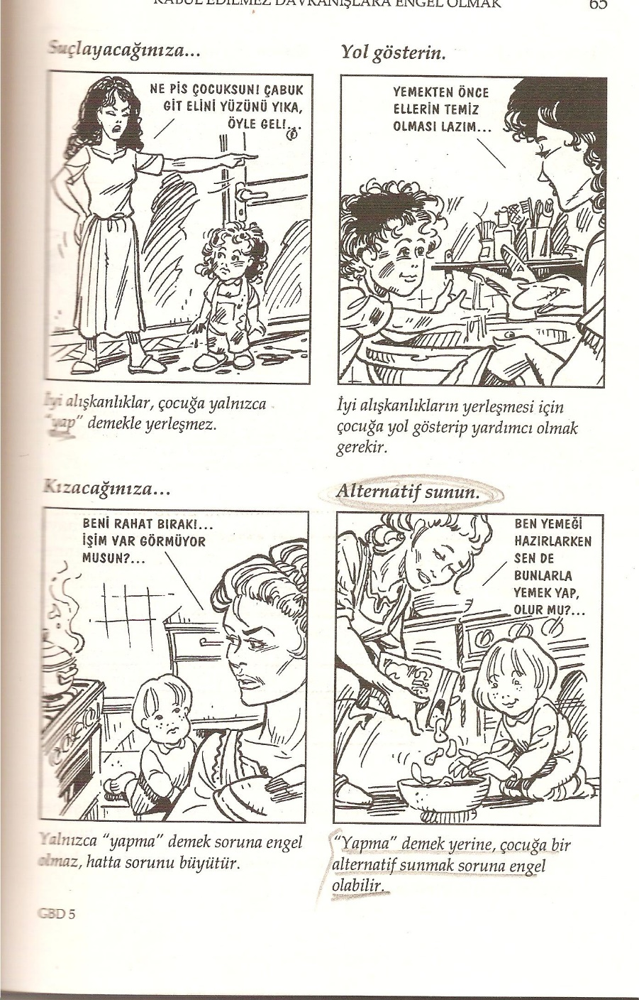 KABUL EDİLMEZ DAVRANIŞLARA ENGEL OLMAK
65
Suçlayacağınıza...
NE PİS ÇOCUKSUN! ÇABUK
GİT ELİNİ YÜZÜNÜ YIKA,
ÖYLE GEL!...
İyi alışkanlıklar, çocuğa yalnızca
"yap" demekle yerleşmez.
Yol gösterin.
YEMEKTEN ÖNCE
ELLERİN TEMİZ
OLMASI LAZIM...
İyi alışkanlıkların yerleşmesi için
çocuğa yol gösterip yardımcı olmak
gerekir.
Kızacağınıza...
BENİ RAHAT BIRAK!...
İŞİM VAR GÖRMÜYOR
MUSUN?...
Yalnızca "yapma" demek soruna engel
olmaz, hatta sorunu büyütür.
Alternatif sunun.
BEN YEMEĞİ
HAZIRLARKEN
SEN DE
BUNLARLA
YEMEK YAP,
OLUR MU?...
"Yapma" demek yerine, çocuğa bir
alternatif sunmak soruna engel
olabilir.
GBD 5